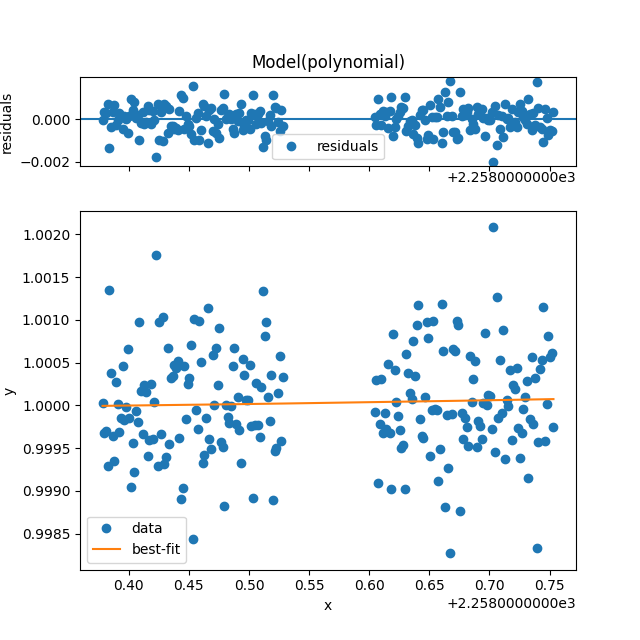 Model(polynomial)
residuals
0.000
−0.002
residuals
+2.2580000000e3
y
1.0020
1.0015
1.0010
1.0005
1.0000
0.9995
0.9990
0.9985
data
best-fit
0.40 0.45 0.50 0.55 0.60 0.65 0.70 0.75
x
+2.2580000000e3